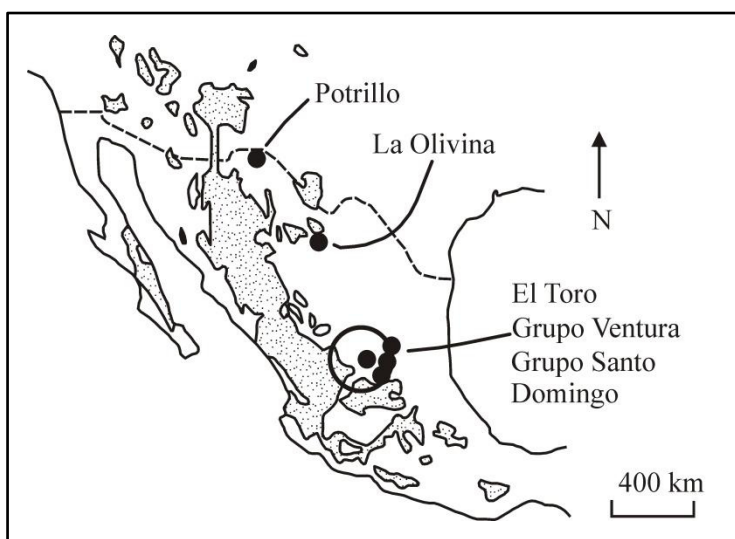 Potrillo
La Olivina
N
El Toro
Grupo Ventura
Grupo Santo
Domingo
400 km